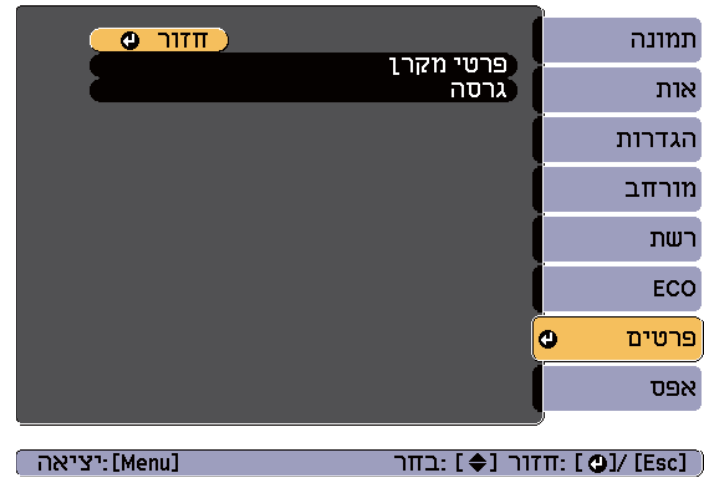 תמונה
אות
הגדרות
מורחב
רשת
ECO
פרטים
אפס
חזור
פרטי מקרן
גרסה
[Esc] /[ ]: חזור [ ]: בחר [Menu]: יציאה